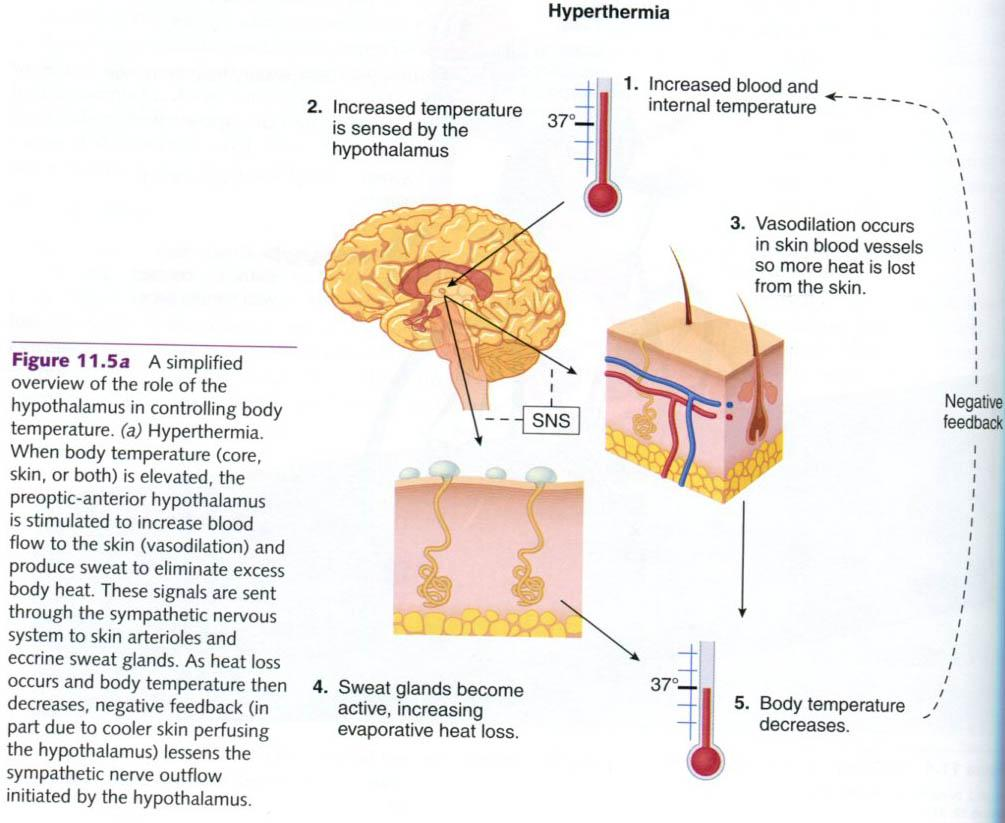 Hyperthermia
1. Increased blood and
internal temperature
2. Increased temperature
is sensed by the
hypothalamus
37°
3. Vasodilation occurs
in skin blood vessels
so more heat is lost
from the skin.
SNS
Negative
feedback
4. Sweat glands become
active, increasing
evaporative heat loss.
37°
5. Body temperature
decreases.
Figure 11.5a A simplified
overview of the role of the
hypothalamus in controlling body
temperature. (a) Hyperthermia.
When body temperature (core,
skin, or both) is elevated, the
preoptic-anterior hypothalamus
is stimulated to increase blood
flow to the skin (vasodilation) and
produce sweat to eliminate excess
body heat. These signals are sent
through the sympathetic nervous
system to skin arterioles and
eccrine sweat glands. As heat loss
occurs and body temperature then
decreases, negative feedback (in
part due to cooler skin perfusing
the hypothalamus) lessens the
sympathetic nerve outflow
initiated by the hypothalamus.